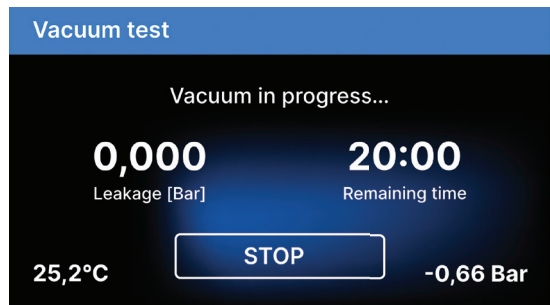 Vacuum test
Vacuum in progress...
0,000 20:00
Leakage [Bar] Remaining time
STOP
25,2°C -0,66 Bar